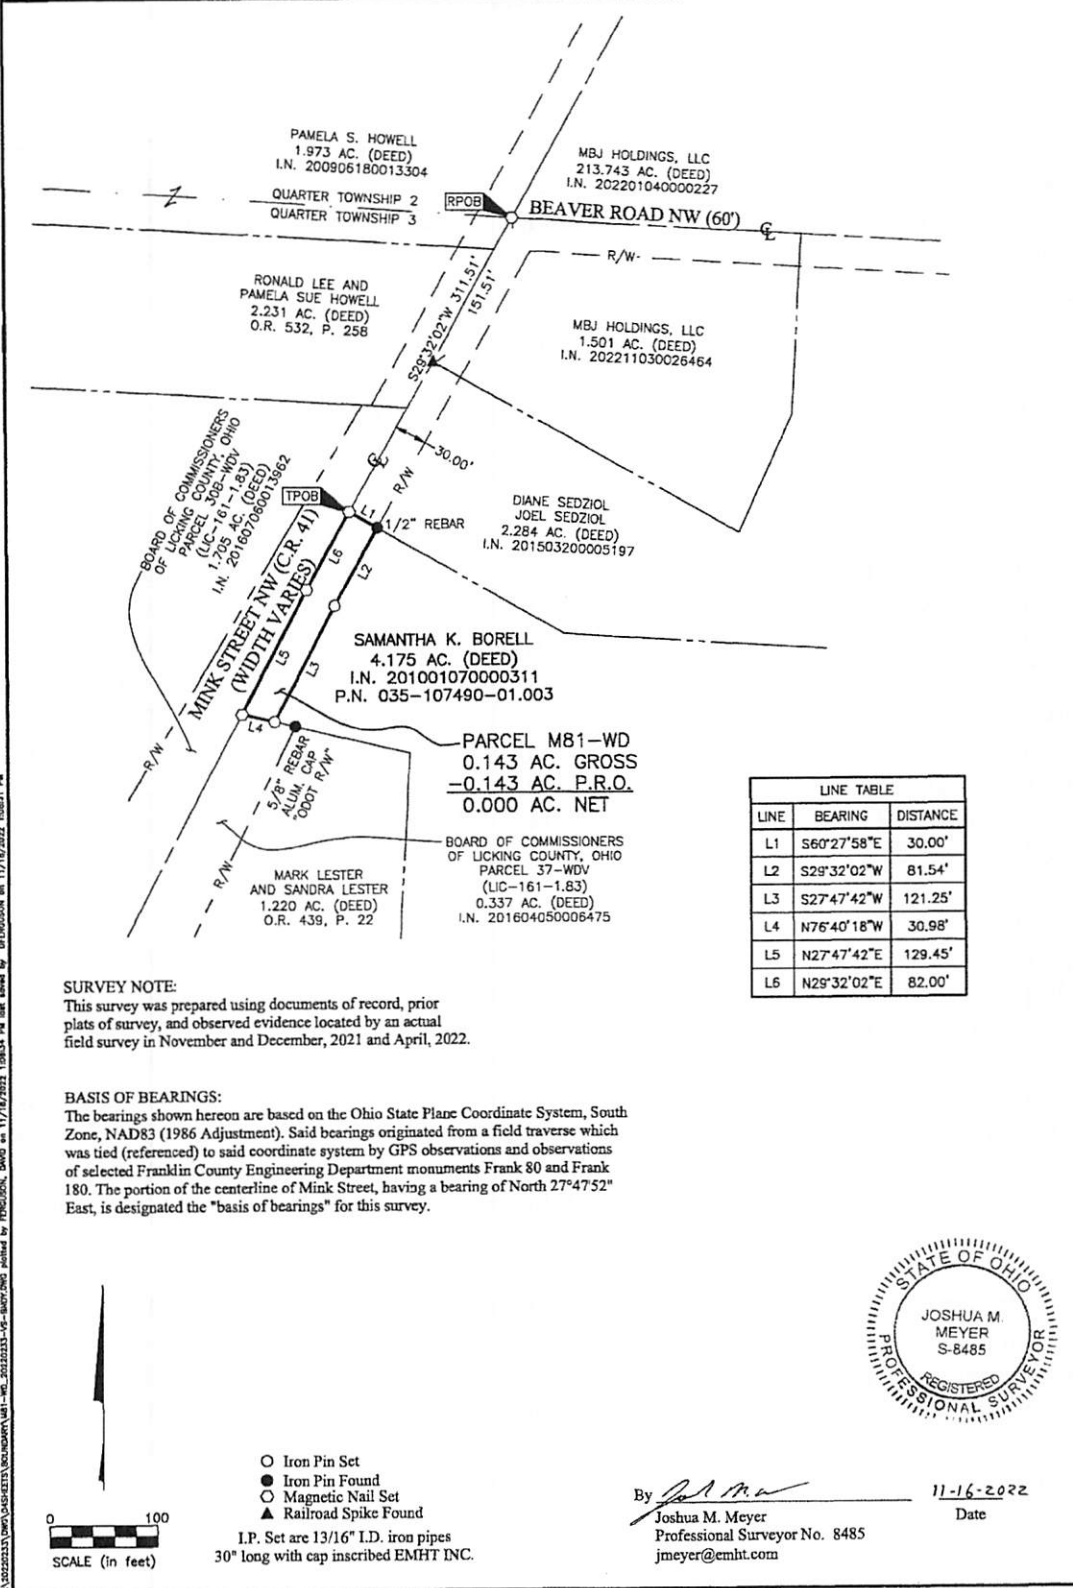 PAMELA S. HOWELL
1.973 AC. (DEED)
I.N. 200906180013304
MBJ HOLDINGS, LLC
213.743 AC. (DEED)
I.N. 202201040000227
QUARTER TOWNSHIP 2
QUARTER TOWNSHIP 3
RPOB
BEAVER ROAD NW (60')
R/W
RONALD LEE AND
PAMELA SUE HOWELL
2.231 AC. (DEED)
O.R. 532, P. 258
S29°32'02"W 311.51'
151.51'
MBJ HOLDINGS, LLC
1.501 AC. (DEED)
I.N. 202211030026464
BOARD OF COMMISSIONERS
OF LICKING COUNTY, OHIO
PARCEL 30B-WDV
(LIC-161-1.83)
1.705 AC. (DEED)
I.N. 201607060013962
30.00'
R/W
TPOB
L1
1/2" REBAR
DIANE SEDZIOL
JOEL SEDZIOL
2.284 AC. (DEED)
I.N. 201503200005197
L6
L2
MINK STREET NW (C.R. 41)
(WIDTH VARIES)
SAMANTHA K. BORELL
4.175 AC. (DEED)
I.N. 201001070000311
P.N. 035-107490-01.003
L5
L3
L4
R/W
5/8" REBAR
ALUM. CAP
"ODOT R/W"
PARCEL M81-WD
0.143 AC. GROSS
-0.143 AC. P.R.O.
0.000 AC. NET
BOARD OF COMMISSIONERS
OF LICKING COUNTY, OHIO
PARCEL 37-WDV
(LIC-161-1.83)
0.337 AC. (DEED)
I.N. 201604050006475
R/W
MARK LESTER
AND SANDRA LESTER
1.220 AC. (DEED)
O.R. 439, P. 22
LINE TABLE
LINE BEARING DISTANCE
L1 S60°27'58"E 30.00'
L2 S29°32'02"W 81.54'
L3 S27°47'42"W 121.25'
L4 N76°40'18"W 30.98'
L5 N27°47'42"E 129.45'
L6 N29°32'02"E 82.00'
SURVEY NOTE:
This survey was prepared using documents of record, prior
plats of survey, and observed evidence located by an actual
field survey in November and December, 2021 and April, 2022.
BASIS OF BEARINGS:
The bearings shown hereon are based on the Ohio State Plane Coordinate System, South
Zone, NAD83 (1986 Adjustment). Said bearings originated from a field traverse which
was tied (referenced) to said coordinate system by GPS observations and observations
of selected Franklin County Engineering Department monuments Frank 80 and Frank
180. The portion of the centerline of Mink Street, having a bearing of North 27°47'52"
East, is designated the "basis of bearings" for this survey.
STATE OF OHIO
JOSHUA M.
MEYER
S-8485
REGISTERED
PROFESSIONAL SURVEYOR
Iron Pin Set
Iron Pin Found
Magnetic Nail Set
Railroad Spike Found
I.P. Set are 13/16" I.D. iron pipes
30" long with cap inscribed EMHT INC.
0 100
SCALE (in feet)
By
11-16-2022
Joshua M. Meyer
Date
Professional Surveyor No. 8485
jmeyer@emht.com